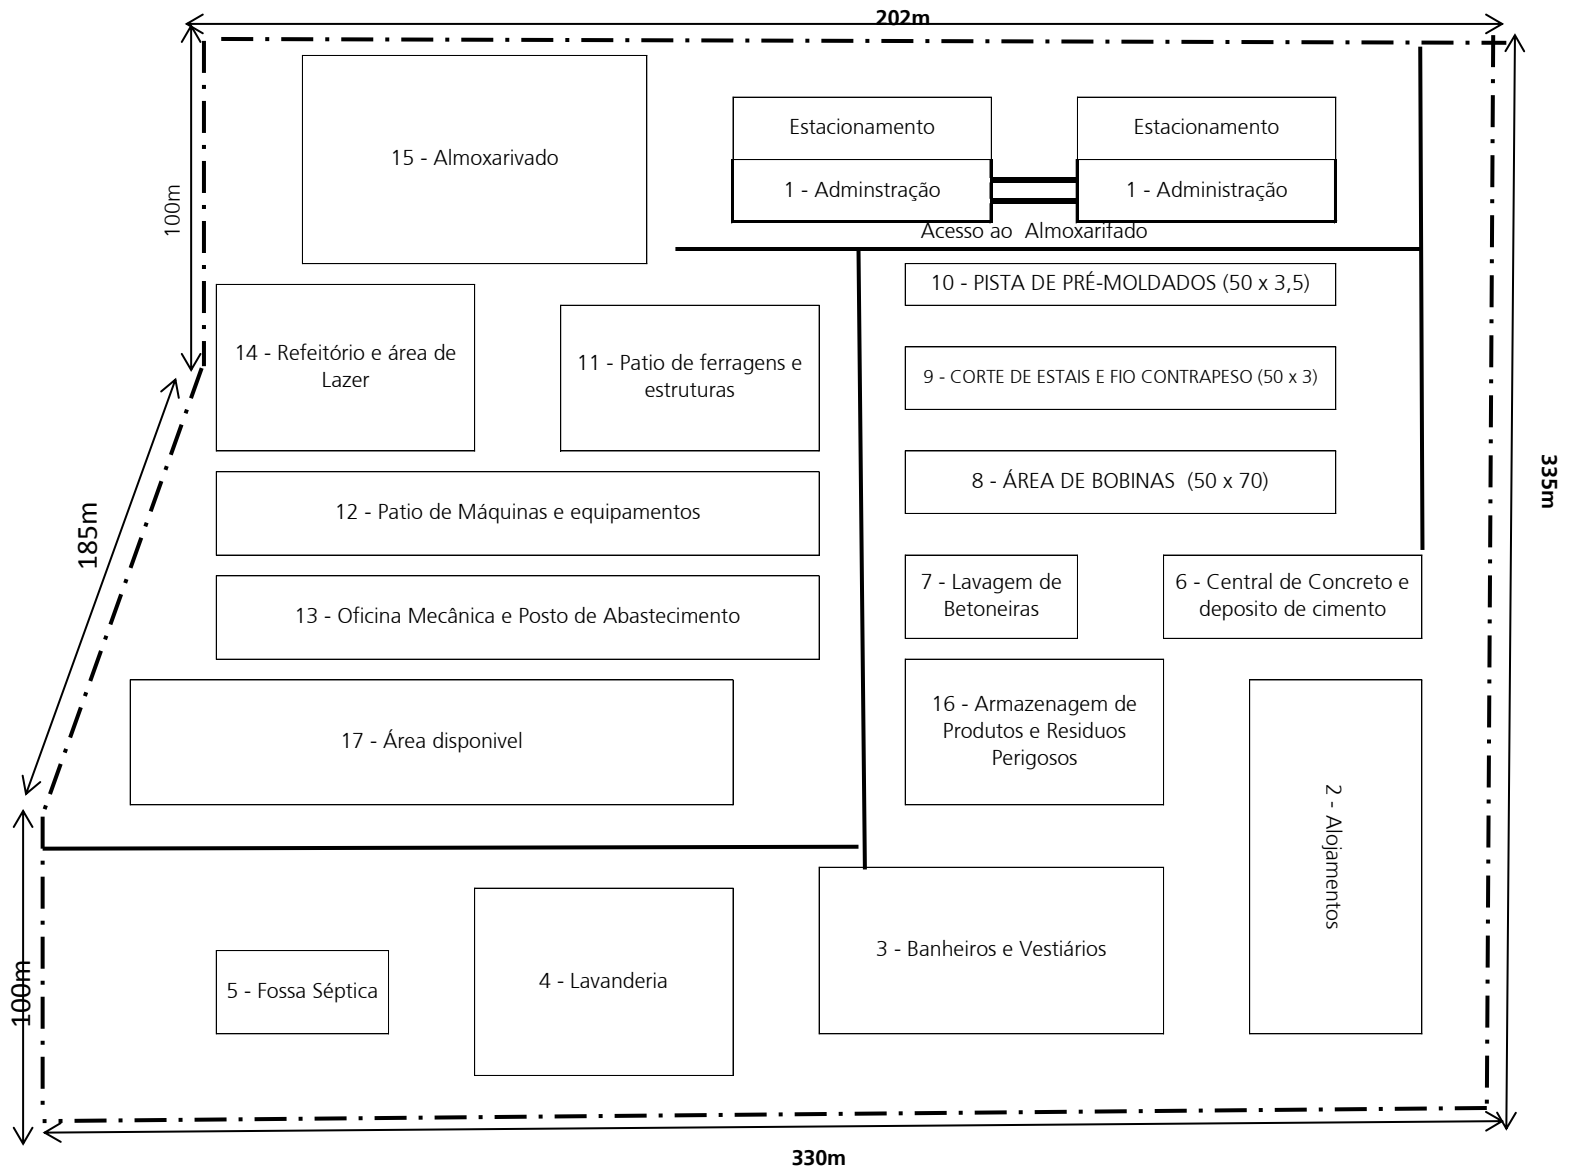 202m
Estacionamento
Estacionamento
15 - Almoxarivado
1 - Adminstração
1 - Administração
100m
Acesso ao  Almoxarifado
10 - PISTA DE PRÉ-MOLDADOS (50 x 3,5)
14 - Refeitório e área de
Lazer
11 - Patio de ferragens e
estruturas
9 - CORTE DE ESTAIS E FIO CONTRAPESO (50 x 3)
8 - ÁREA DE BOBINAS  (50 x 70)
335m
12 - Patio de Máquinas e equipamentos
185m
7 - Lavagem de
Betoneiras
6 - Central de Concreto e
deposito de cimento
13 - Oficina Mecânica e Posto de Abastecimento
16 - Armazenagem de
Produtos e Residuos
Perigosos
17 - Área disponivel
2 - Alojamentos
3 - Banheiros e Vestiários
4 - Lavanderia
5 - Fossa Séptica
100m
330m